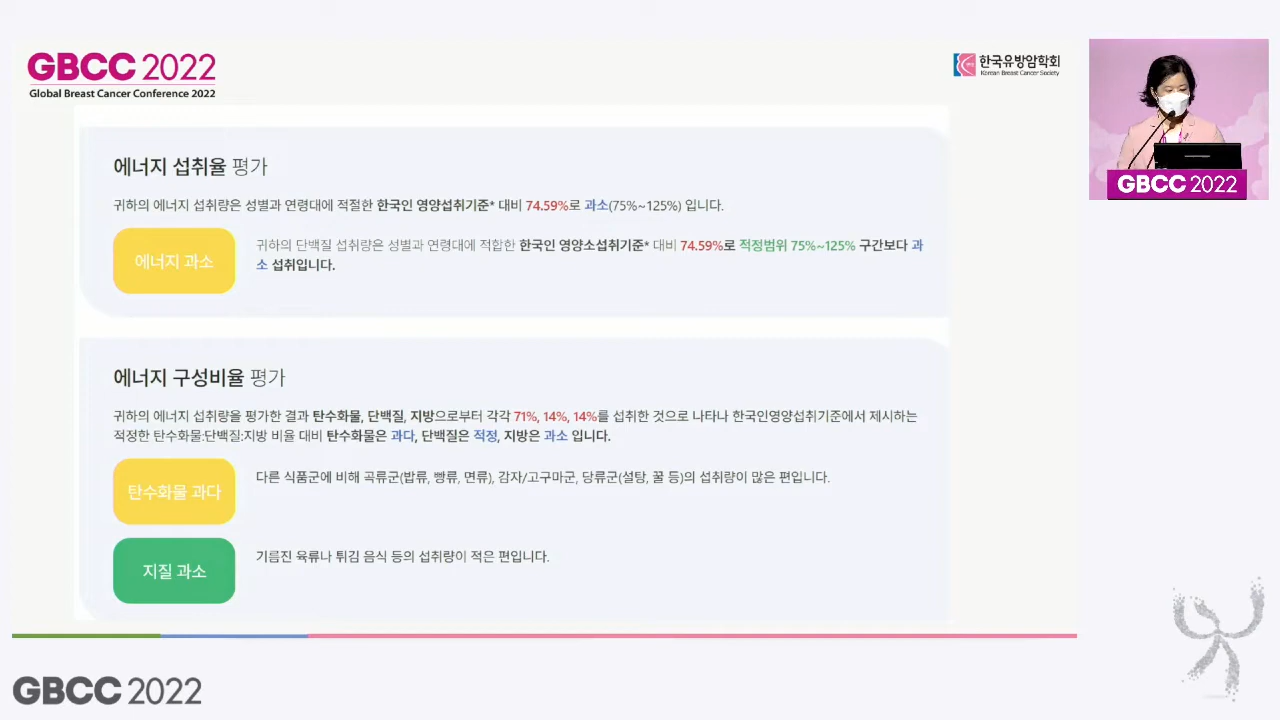 GBCC 2022
Global Breast Cancer Conference 2022
한국유방암학회
Korean Breast Cancer Society
GBCC 2022
에너지 섭취율 평가
귀하의 에너지 섭취량은 성별과 연령대에 적절한 한국인 영양섭취기준* 대비 74.59%로 과소(75%~125%) 입니다.
에너지 과소
귀하의 단백질 섭취량은 성별과 연령대에 적합한 한국인 영양소섭취기준* 대비 74.59%로 적정범위 75%~125% 구간보다 과
소 섭취입니다.
에너지 구성비율 평가
귀하의 에너지 섭취량을 평가한 결과 탄수화물, 단백질, 지방으로부터 각각 71%, 14%, 14%를 섭취한 것으로 나타나 한국인영양섭취기준에서 제시하는
적정한 탄수화물:단백질:지방 비율 대비 탄수화물은 과다, 단백질은 적정, 지방은 과소 입니다.
탄수화물 과다
다른 식품군에 비해 곡류군(밥류, 빵류, 면류), 감자/고구마군, 당류군(설탕, 꿀 등)의 섭취량이 많은 편입니다.
지질 과소
기름진 육류나 튀김 음식 등의 섭취량이 적은 편입니다.
GBCC 2022